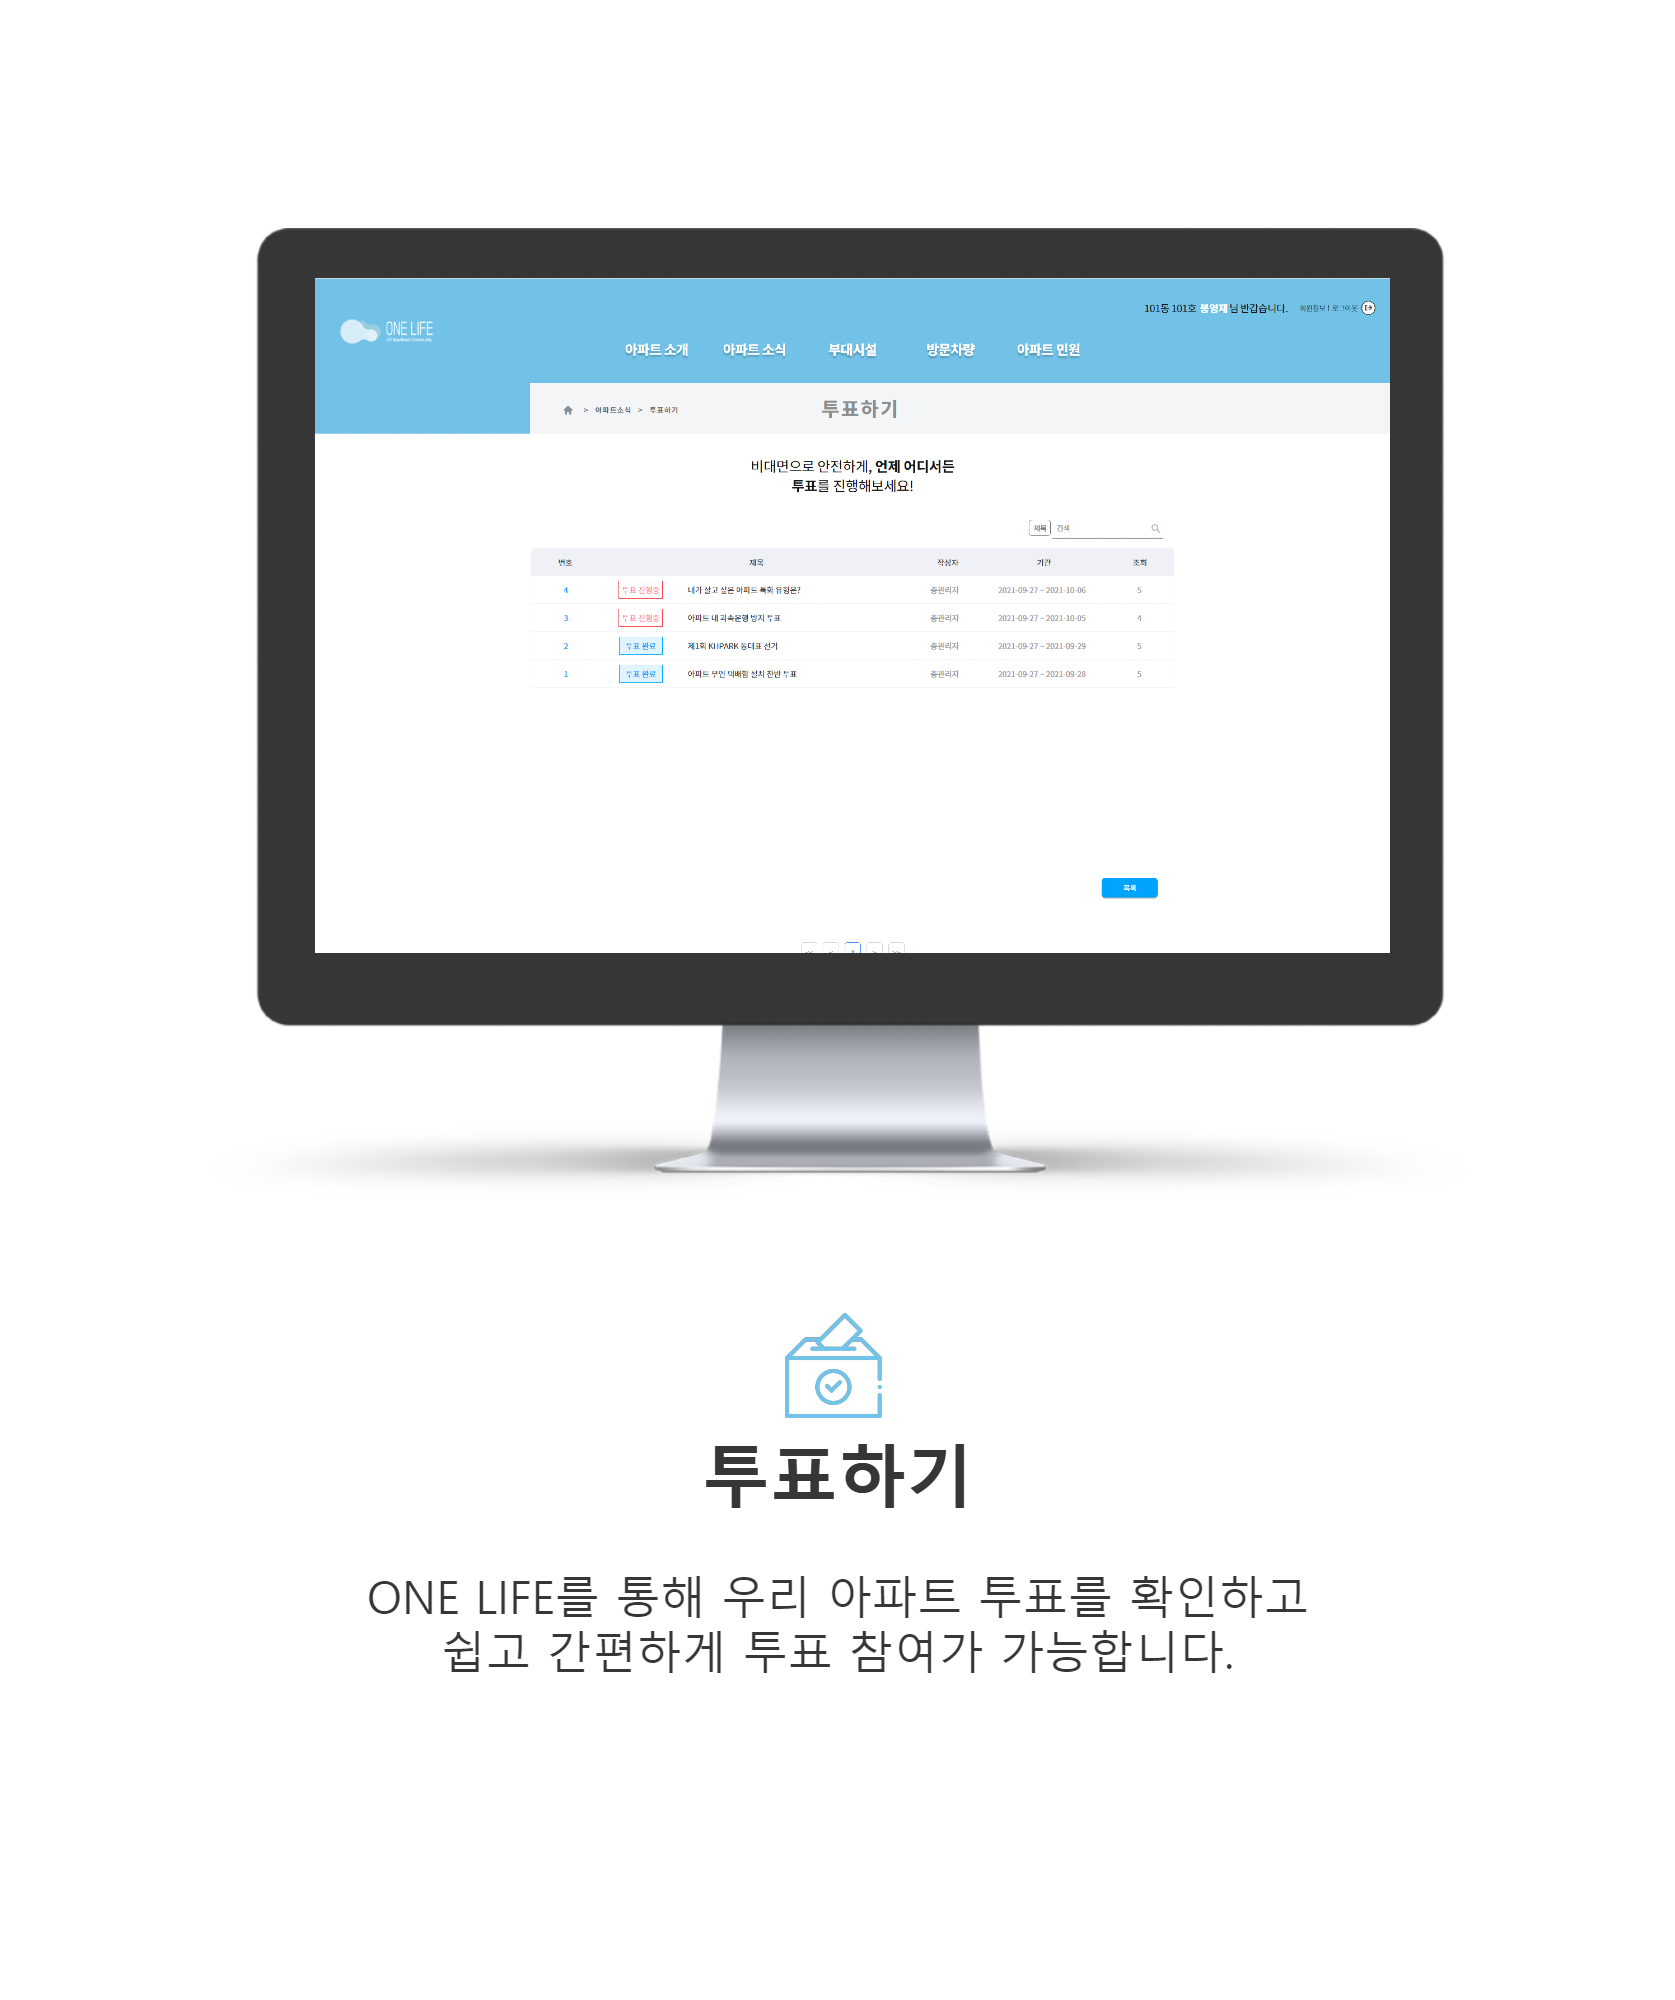 101동 101호 봉영재 님 반갑습니다. 회원정보 | 로그아웃
ONE LIFE
아파트 소개 아파트 소식 부대시설 방문차량 아파트 민원
> 아파트소식 > 투표하기
투표하기
비대면으로 안전하게, 언제 어디서든
투표를 진행해보세요!
제목 검색
번호 제목 작성자 기간 조회
4 투표 진행중 내가 살고 싶은 아파트 특화 유형은? 총관리자 2021-09-27 ~ 2021-10-06 5
3 투표 진행중 아파트 내 과속운행 방지 투표 총관리자 2021-09-27 ~ 2021-10-05 4
2 투표 완료 제1회 KHPARK 동대표 선거 총관리자 2021-09-27 ~ 2021-09-29 5
1 투표 완료 아파트 무인 택배함 설치 찬반 투표 총관리자 2021-09-27 ~ 2021-09-28 5
목록
투표하기
ONE LIFE를 통해 우리 아파트 투표를 확인하고
쉽고 간편하게 투표 참여가 가능합니다.